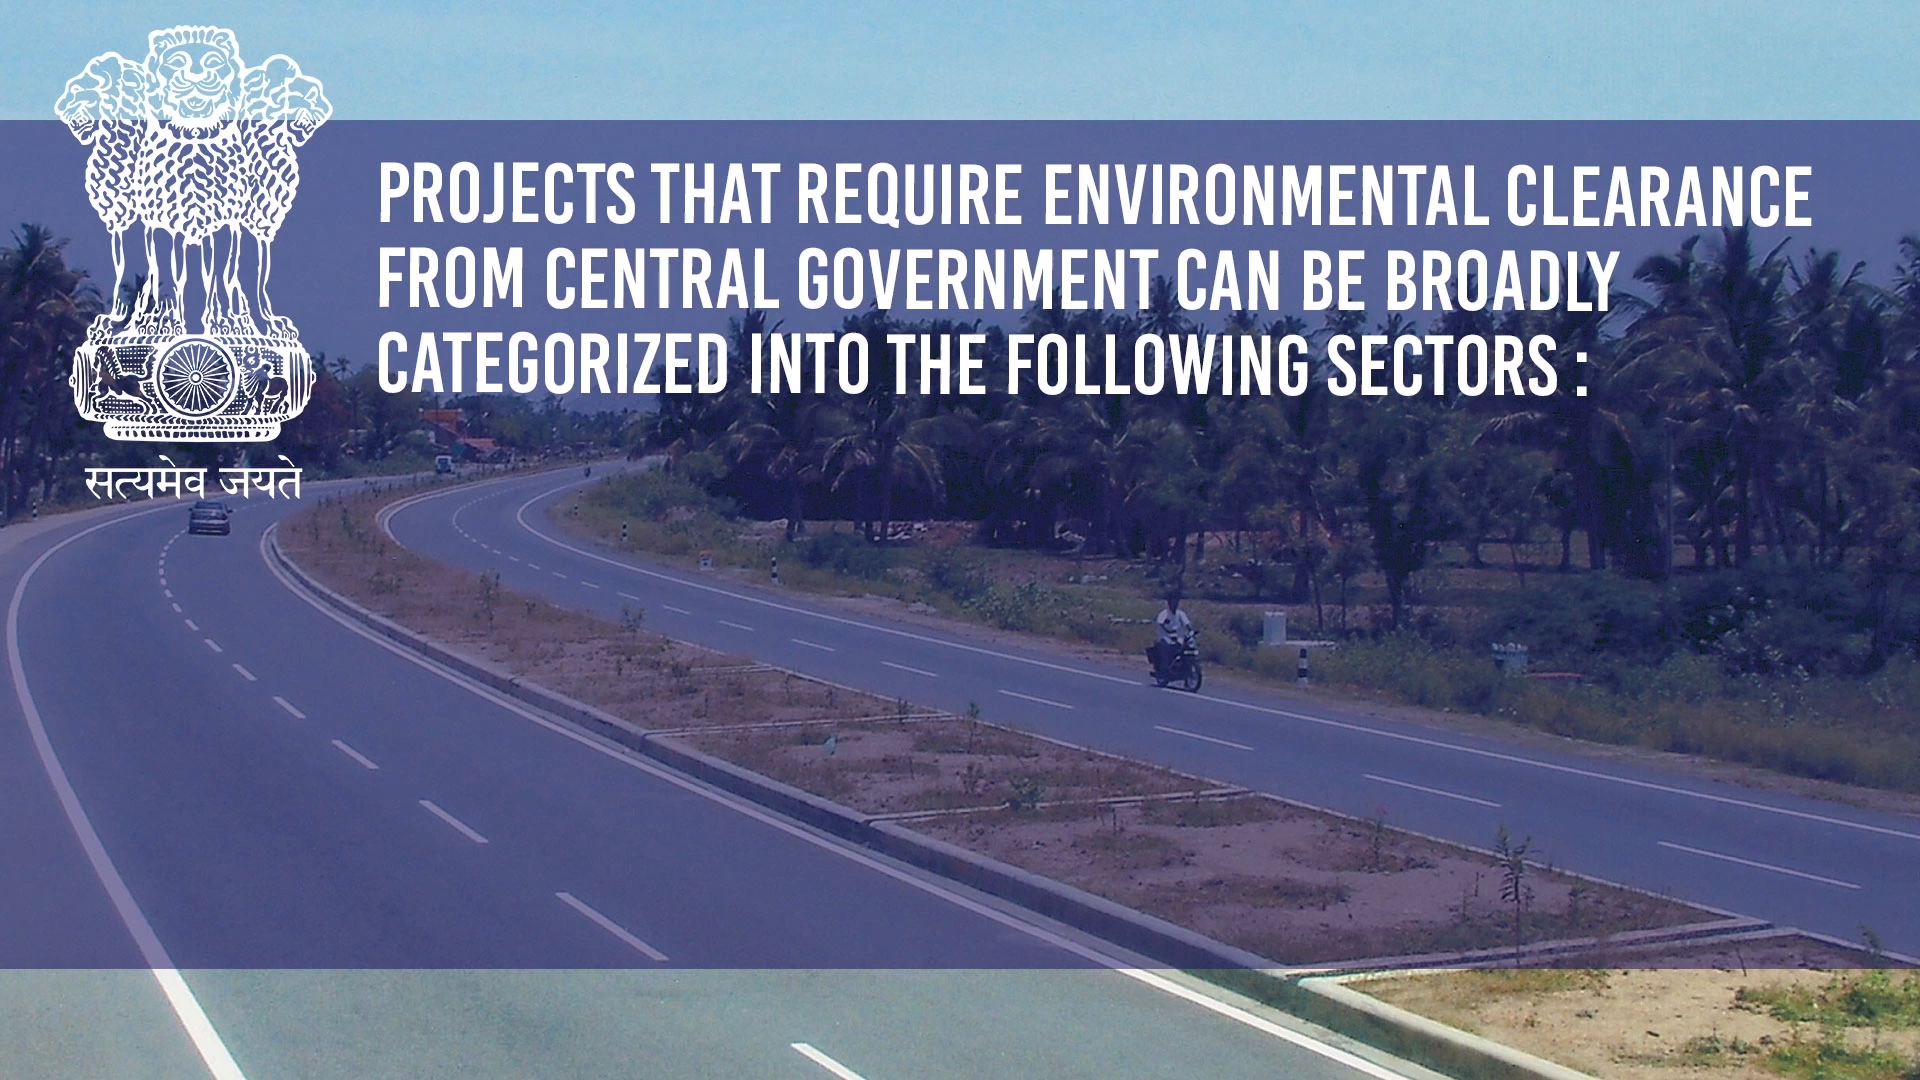 PROJECTS THAT REQUIRE ENVIRONMENTAL CLEARANCE
FROM CENTRAL GOVERNMENT CAN BE BROADLY
CATEGORIZED INTO THE FOLLOWING SECTORS :
सत्यमेव जयते